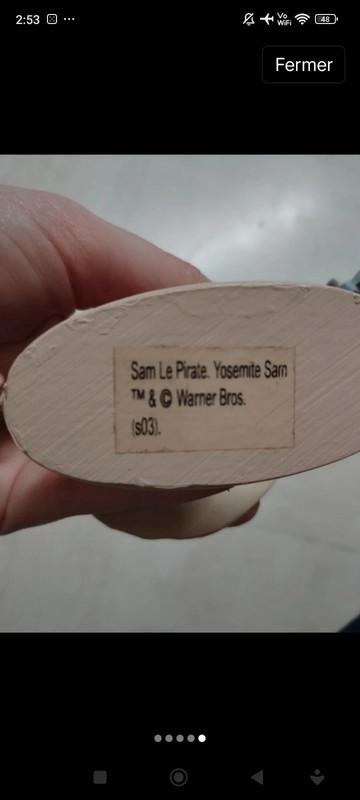 2:53
Vo
WiFi
48
Fermer
Sam Le Pirate. Yosemite Sam
™ & © Warner Bros.
(s03).